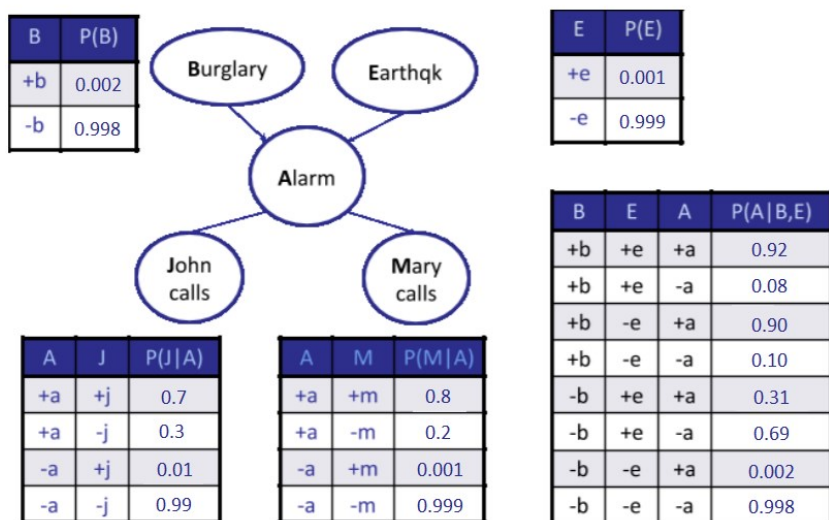 B P(B)
+b 0.002
-b 0.998
Burglary
Earthqk
E P(E)
+e 0.001
-e 0.999
Alarm
John
calls
Mary
calls
A J P(J|A)
+a +j 0.7
+a -j 0.3
-a +j 0.01
-a -j 0.99
A M P(M|A)
+a +m 0.8
+a -m 0.2
-a +m 0.001
-a -m 0.999
B E A P(A|B,E)
+b +e +a 0.92
+b +e -a 0.08
+b -e +a 0.90
+b -e -a 0.10
-b +e +a 0.31
-b +e -a 0.69
-b -e +a 0.002
-b -e -a 0.998